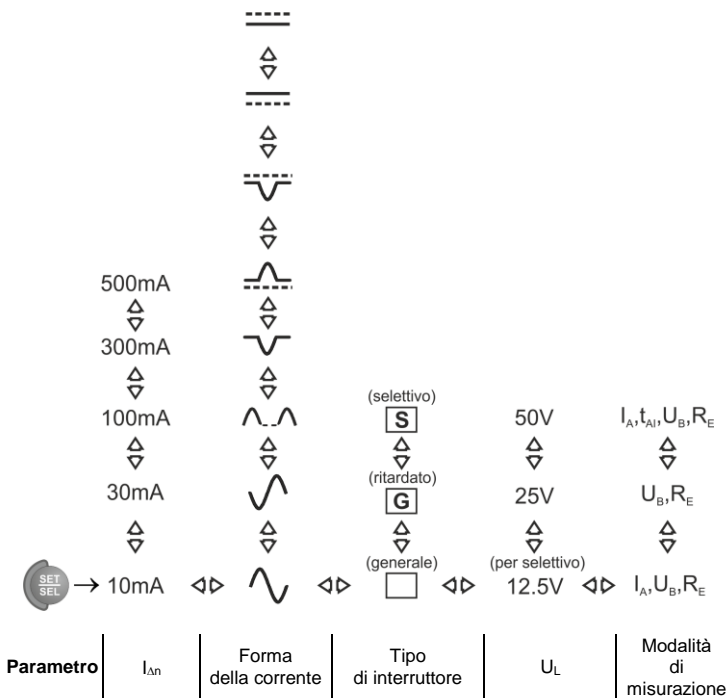 500mA
300mA
(selettivo)
100mA S 50V I_A,t_AI,U_B,R_E
(ritardato)
30mA G 25V U_B,R_E
(generale) (per selettivo)
SET
SEL
10mA 12.5V I_A,U_B,R_E
Parametro I_Δn Forma della corrente Tipo di interruttore U_L Modalità di misurazione